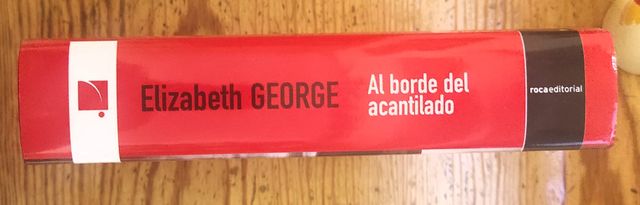 Elizabeth GEORGE
Al borde del
acantilado
rocaeditorial